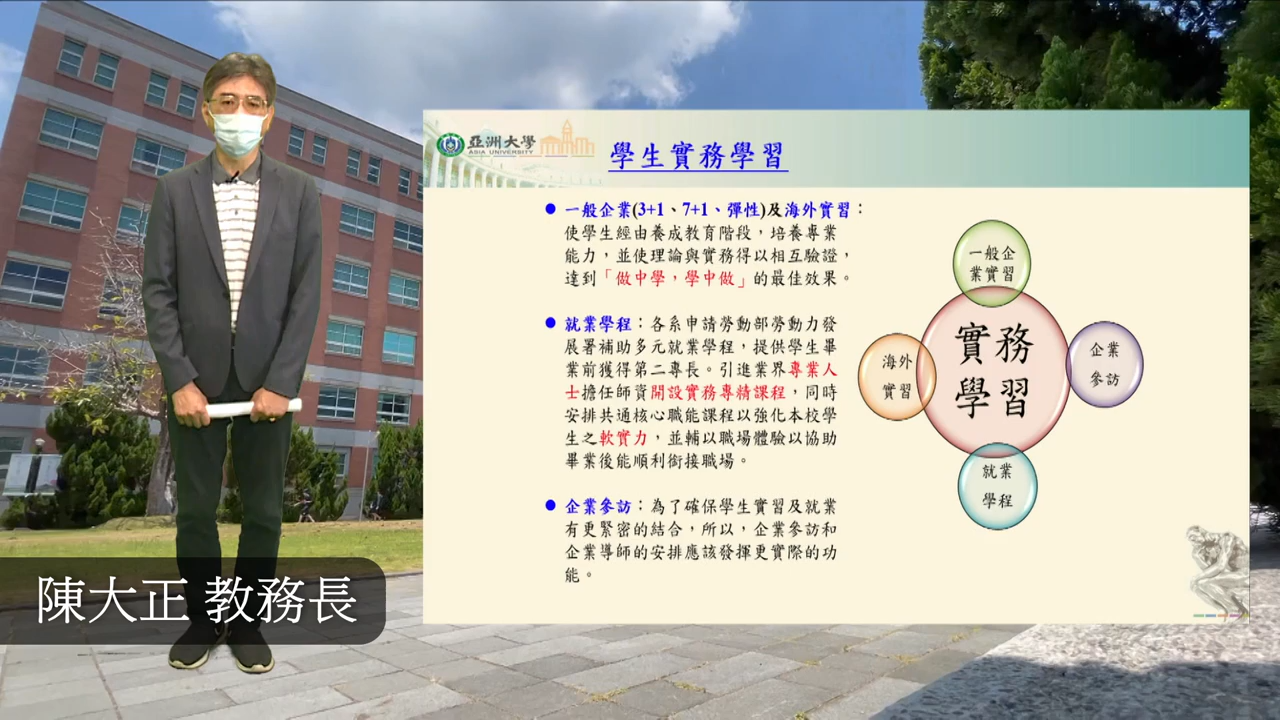 亞洲大學
ASIA UNIVERSITY
學生實務學習
● 一般企業(3+1、7+1、彈性)及海外實習：
使學生經由養成教育階段，培養專業
能力，並使理論與實務得以相互驗證，
達到「做中學，學中做」的最佳效果。
● 就業學程：各系申請勞動部勞動力發
展署補助多元就業學程，提供學生畢
業前獲得第二專長。引進業界專業人
士擔任師資開設實務專精課程，同時
安排共通核心職能課程以強化本校學
生之軟實力，並輔以職場體驗以協助
畢業後能順利銜接職場。
● 企業參訪：為了確保學生實習及就業
有更緊密的結合，所以，企業參訪和
企業導師的安排應該發揮更實際的功
能。
一般企
業實習
實務
學習
海外
實習
企業
參訪
就業
學程
陳大正 教務長